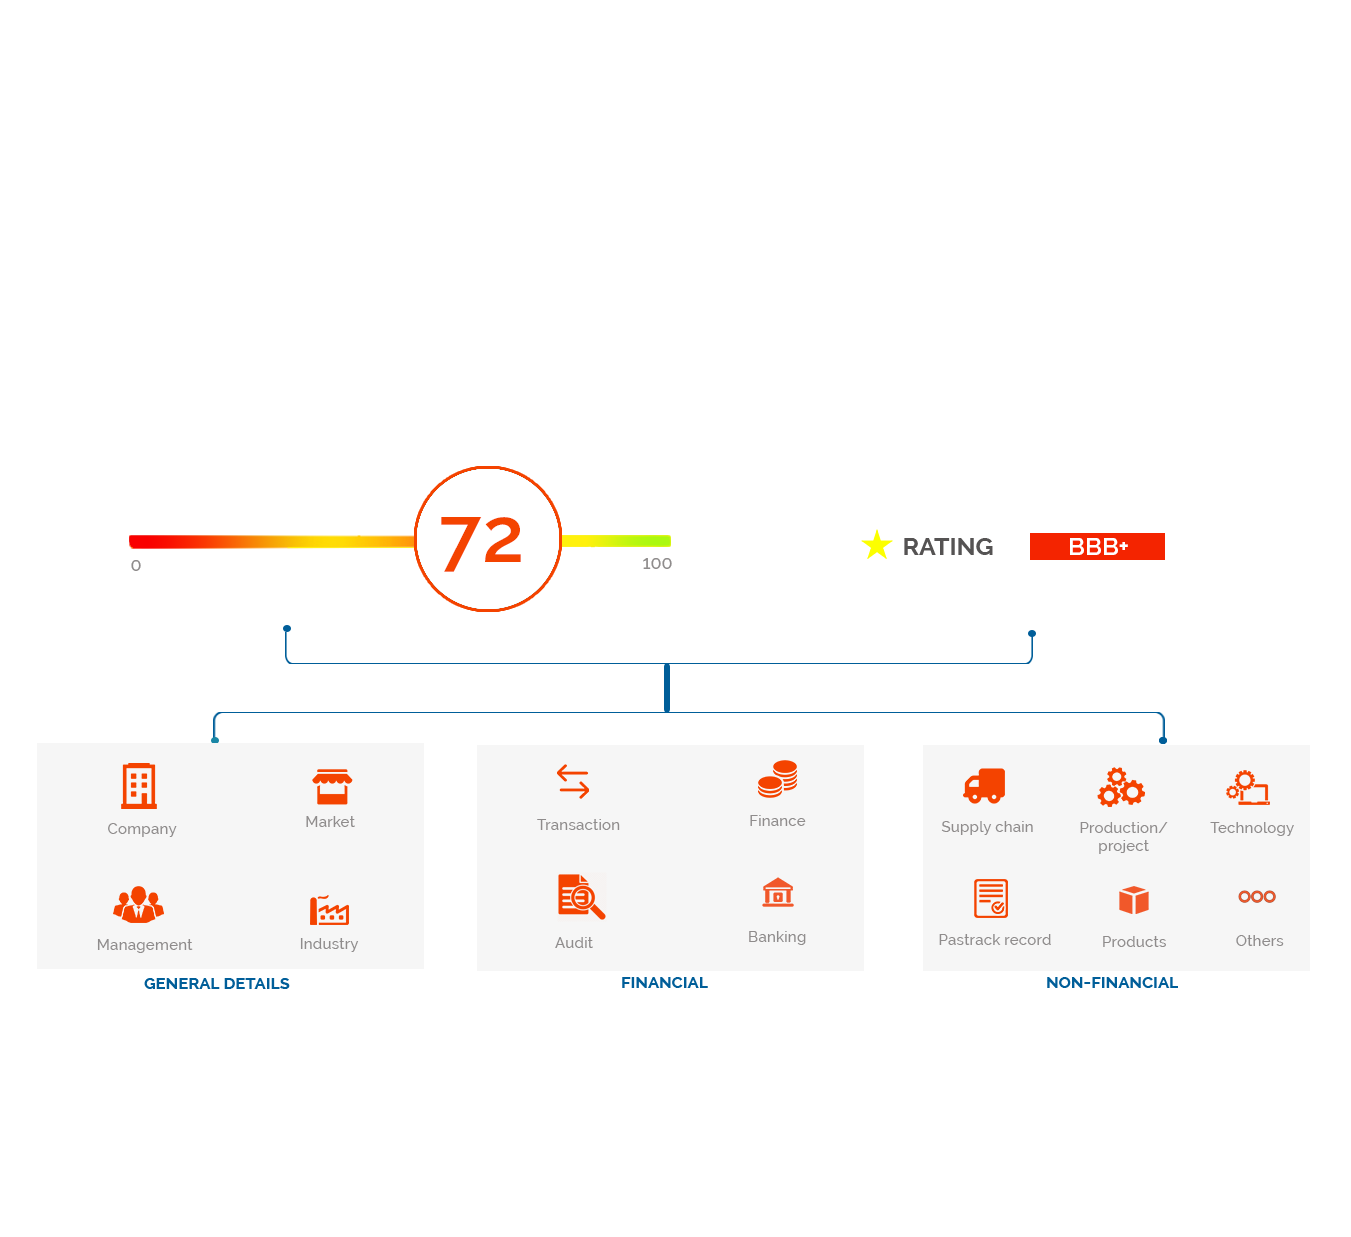 72
0
100
RATING
BBB+
Company
Market
Management
Industry
GENERAL DETAILS
Transaction
Finance
Audit
Banking
FINANCIAL
Supply chain
Production/
project
Technology
Pastrack record
Products
Others
NON-FINANCIAL